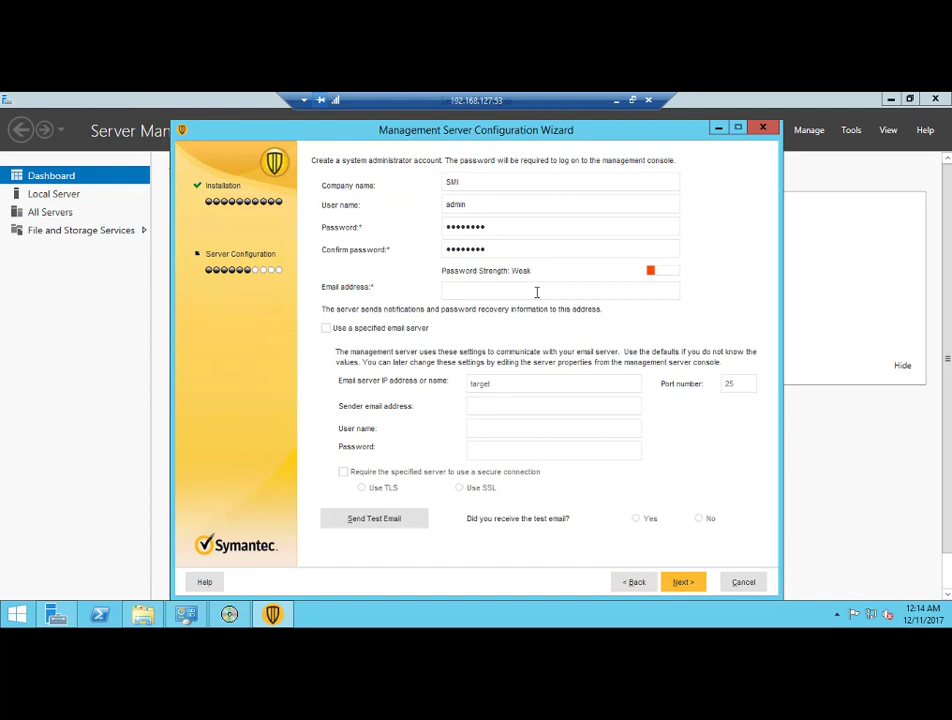 192.168.127.53
Server Man
Manage Tools View Help
Management Server Configuration Wizard
Dashboard
Local Server
All Servers
File and Storage Services
Installation
Server Configuration
Symantec.
Create a system administrator account. The password will be required to log on to the management console.
Company name: SMI
User name: admin
Password:* ●●●●●●●●
Confirm password:* ●●●●●●●●
Password Strength: Weak
Email address:*
The server sends notifications and password recovery information to this address.
Use a specified email server
The management server uses these settings to communicate with your email server. Use the defaults if you do not know the
values. You can later change these settings by editing the server properties from the management server console.
Email server IP address or name: target Port number: 25
Sender email address:
User name:
Password:
Require the specified server to use a secure connection
Use TLS Use SSL
Send Test Email Did you receive the test email? Yes No
Hide
Help < Back Next > Cancel
12:14 AM
12/11/2017